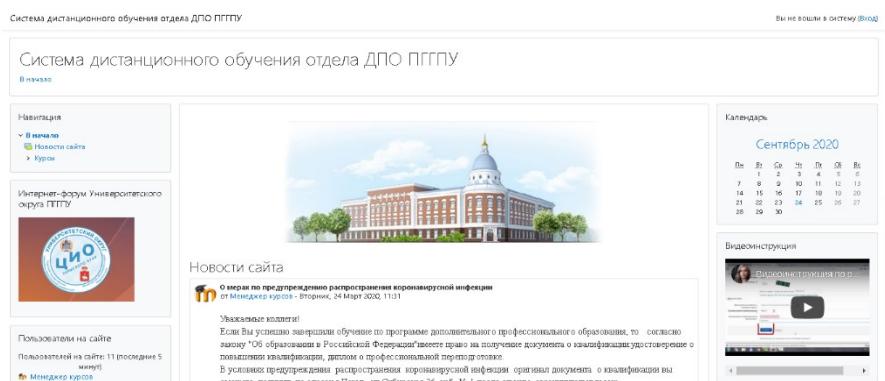 Система дистанционного обучения отдела ДПО ПГГПУ
Вы не вошли в систему (Вход)
Система дистанционного обучения отдела ДПО ПГГПУ
В начало
Навигация
В начало
Новости сайта
Курсы
Интернет-форум Университетского
округа ПГГПУ
УНИВЕРСИТЕТСКИЙ ОКРУГ
ЦИО
Пользователи на сайте
Пользователей на сайте: 11 (последние 5
минут)
Менеджер курсов
Новости сайта
О мерах по предупреждению распространения коронавирусной инфекции
от Менеджер курсов - Вторник, 24 Март 2020, 11:31
Уважаемые коллеги!
Если Вы успешно завершили обучение по программе дополнительного профессионального образования, то согласно
закону "Об образовании в Российской Федерации"имеете право на получение документа о квалификации:удостоверение о
повышении квалификации, диплом о профессиональной переподготовке.
В условиях предупреждения распространения коронавирусной инфекции оригинал документа о квалификации вы
Календарь
Сентябрь 2020
Пн Вт Ср Чт Пт Сб Вс
1 2 3 4 5 6
7 8 9 10 11 12 13
14 15 16 17 18 19 20
21 22 23 24 25 26 27
28 29 30
Видеоинструкция
Видеоинструкция по р...